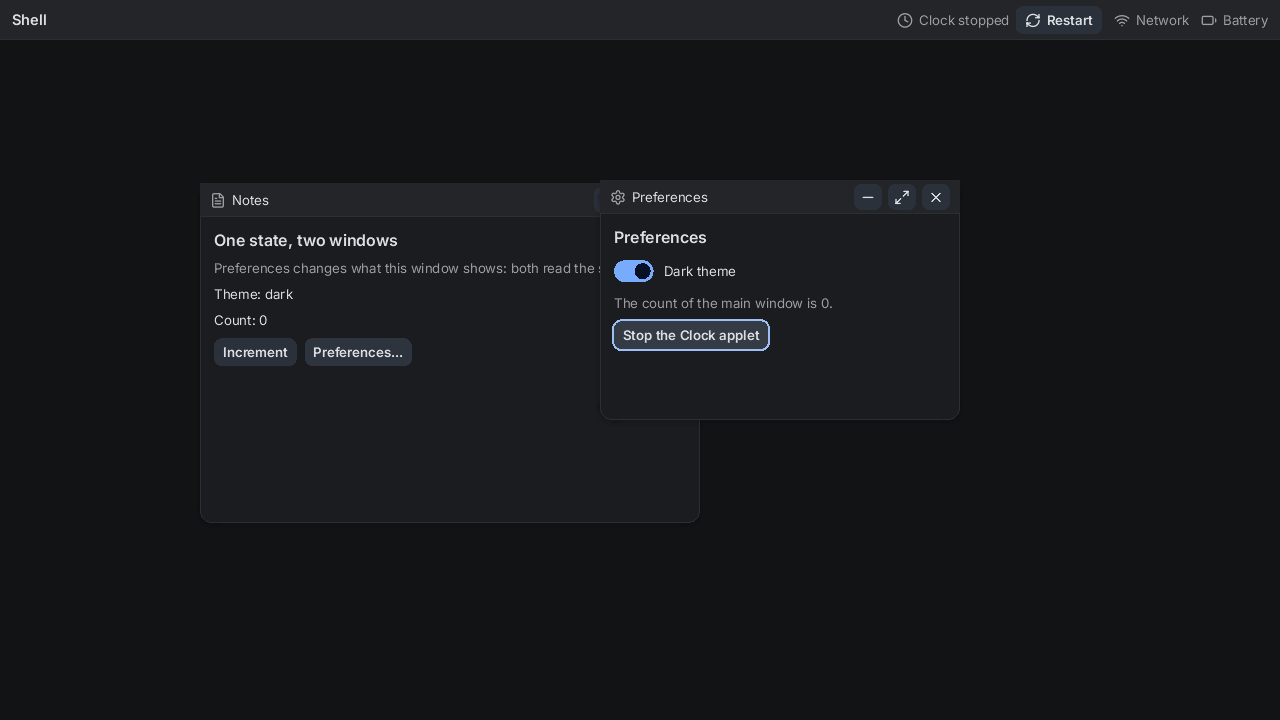 Shell
Clock stopped
Restart
Network
Battery
Notes
One state, two windows
Preferences changes what this window shows: both read the
Theme: dark
Count: 0
Increment
Preferences...
Preferences
Preferences
Dark theme
The count of the main window is 0.
Stop the Clock applet